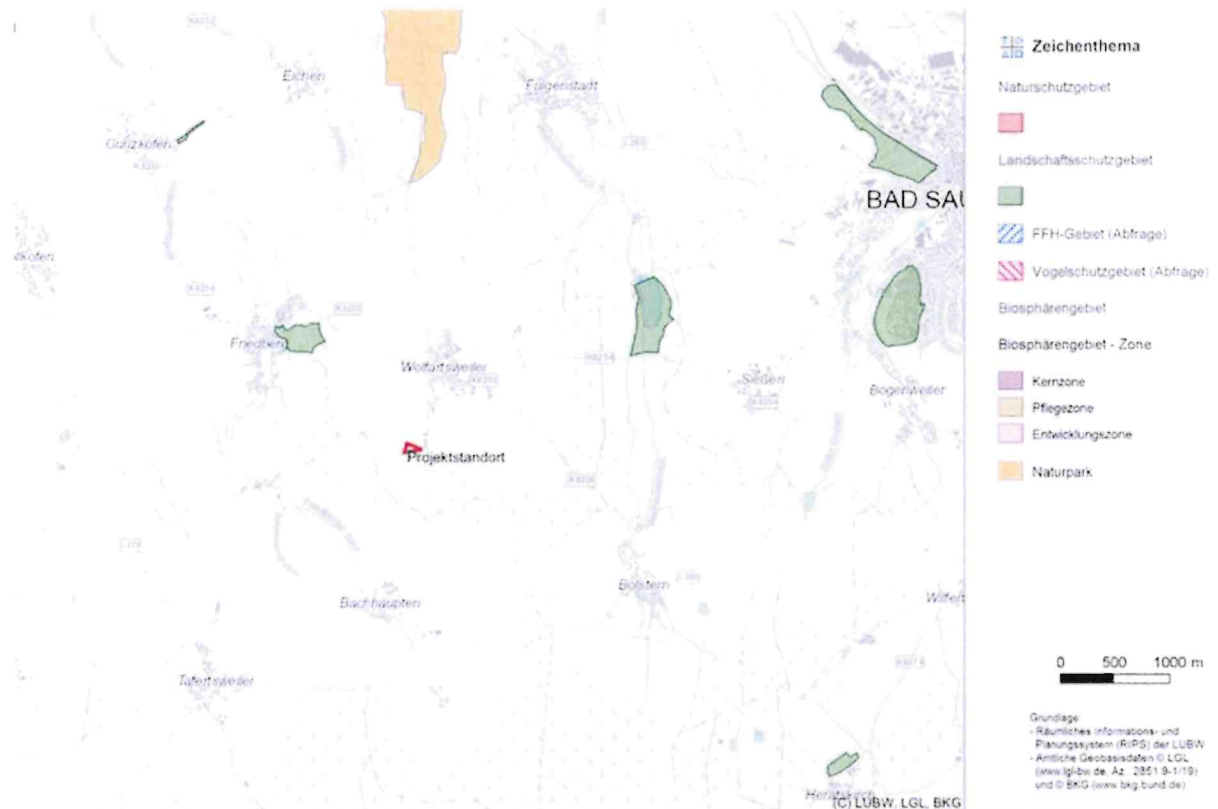 Eichen
Fulgenstadt
Gunzkofen
BAD SAU
kofen
Friedberg
Wolfartsweiler
Sießen
Bogenweiler
Projektstandort
Bolstern
Bachhaupten
Wilfert
Tafertsweiler
(C) LUBW, LGL, BKG
Zeichenthema
Naturschutzgebiet
Landschaftsschutzgebiet
FFH-Gebiet (Abfrage)
Vogelschutzgebiet (Abfrage)
Biosphärengebiet
Biosphärengebiet - Zone
Kernzone
Pflegezone
Entwicklungszone
Naturpark
0 500 1000 m
Grundlage
- Räumliches Informations- und
Planungssystem (RIPS) der LUBW
- Amtliche Geobasisdaten © LGL
(www.lgl-bw.de, Az.: 2851.9-1/19)
und © BKG (www.bkg.bund.de)